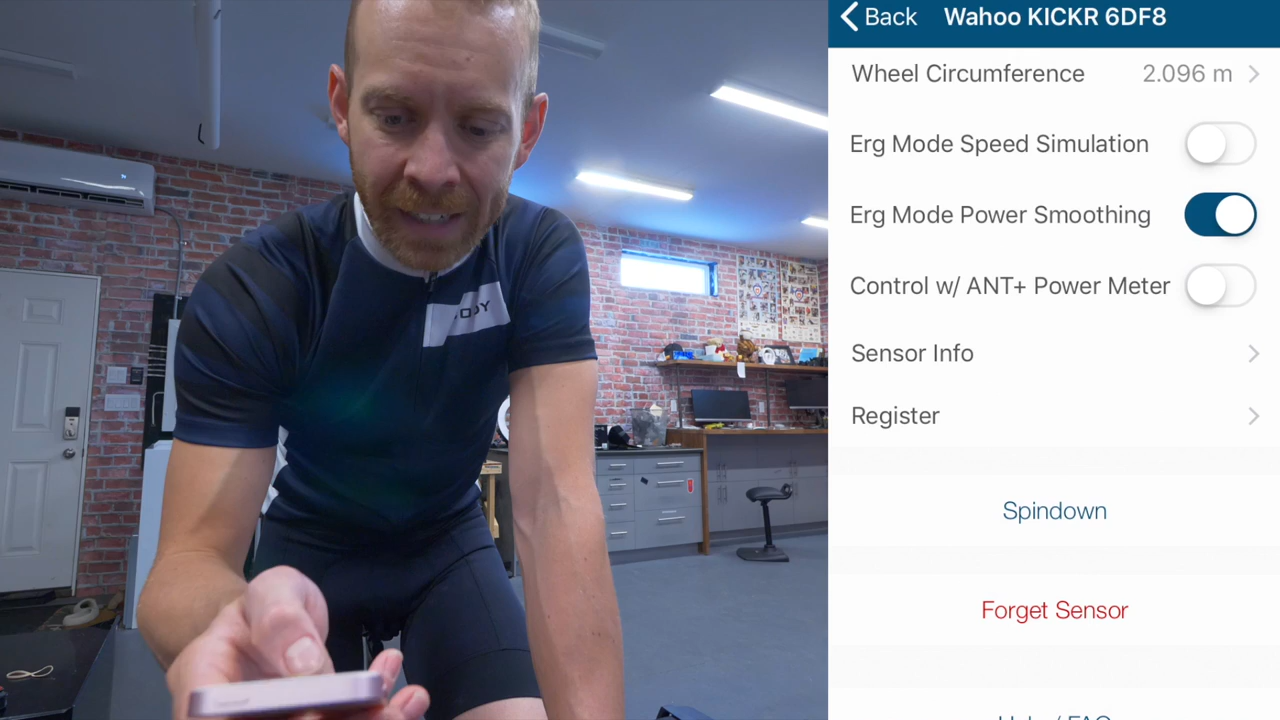 Back
Wahoo KICKR 6DF8
Wheel Circumference
2.096 m
Erg Mode Speed Simulation
Erg Mode Power Smoothing
Control w/ ANT+ Power Meter
Sensor Info
Register
Spindown
Forget Sensor